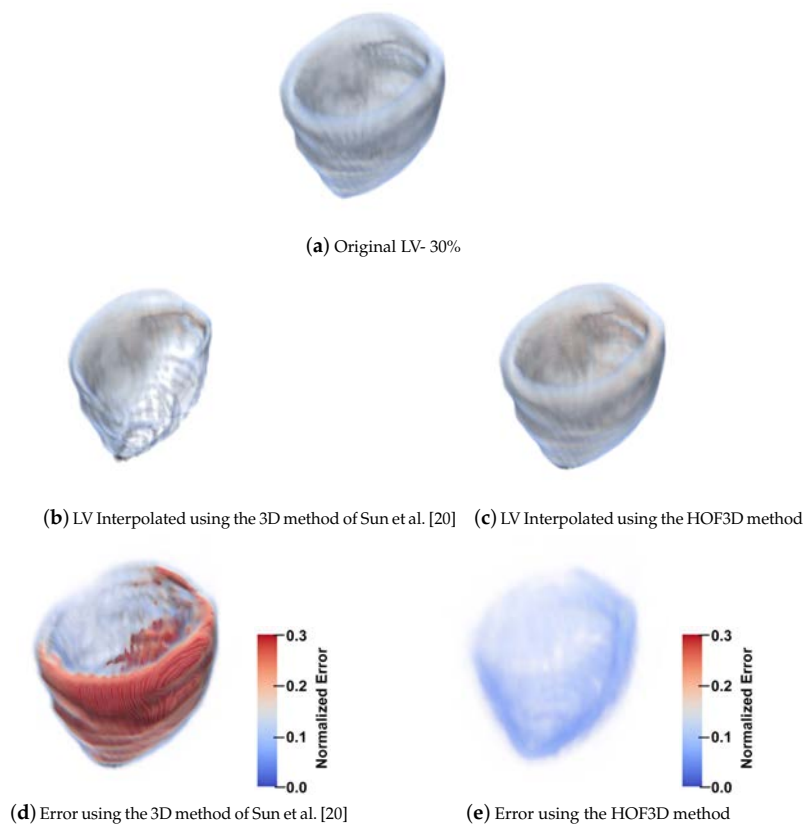 (a) Original LV- 30%
(b) LV Interpolated using the 3D method of Sun et al. [20]
(c) LV Interpolated using the HOF3D method
0.3
0.2
0.1
0.0
Normalized Error
0.3
0.2
0.1
0.0
Normalized Error
(d) Error using the 3D method of Sun et al. [20]
(e) Error using the HOF3D method